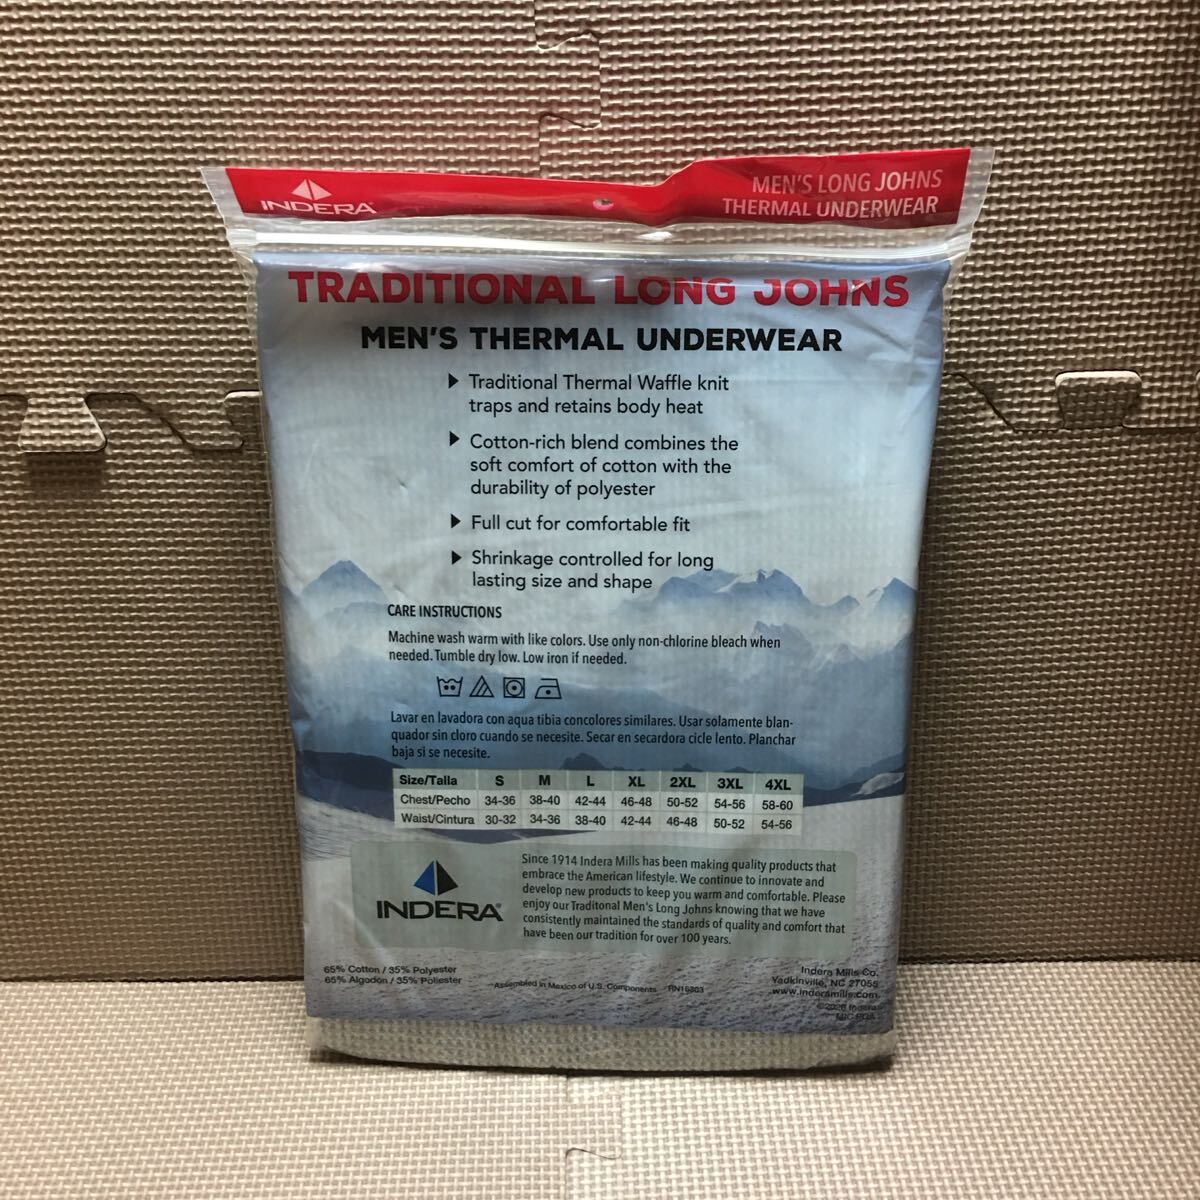 INDERA
MEN'S LONG JOHNS
THERMAL UNDERWEAR
TRADITIONAL LONG JOHNS
MEN'S THERMAL UNDERWEAR
Traditional Thermal Waffle knit
traps and retains body heat
Cotton-rich blend combines the
soft comfort of cotton with the
durability of polyester
Full cut for comfortable fit
Shrinkage controlled for long
lasting size and shape
CARE INSTRUCTIONS
Machine wash warm with like colors. Use only non-chlorine bleach when
needed. Tumble dry low. Low iron if needed.
Lavar en lavadora con aqua tibia concolores similares. Usar solamente blan-
quador sin cloro cuando se necesite. Secar en secardora cicle lento. Planchar
baja si se necesite.
Size/Talla S M L XL 2XL 3XL 4XL
Chest/Pecho 34-36 38-40 42-44 46-48 50-52 54-56 58-60
Waist/Cintura 30-32 34-36 38-40 42-44 46-48 50-52 54-56
INDERA
Since 1914 Indera Mills has been making quality products that
embrace the American lifestyle. We continue to innovate and
develop new products to keep you warm and comfortable. Please
enjoy our Traditonal Men's Long Johns knowing that we have
consistently maintained the standards of quality and comfort that
have been our tradition for over 100 years.
65% Cotton / 35% Polyester
65% Algodon / 35% Poliester
Assembled in Mexico of U.S. Components RN16303
Indera Mills Co.
Yadkinville, NC 27055
www.inderamills.com
Indera